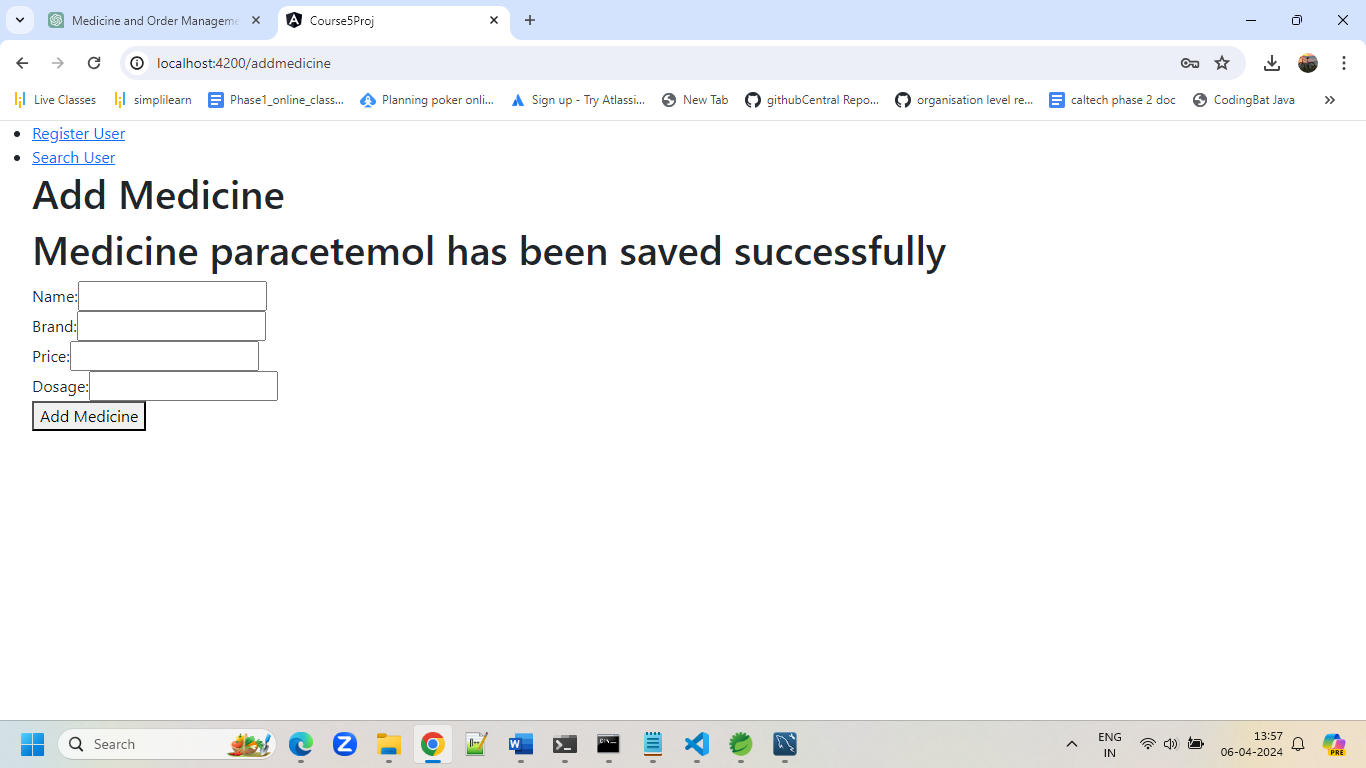 Medicine and Order Manageme
Course5Proj
localhost:4200/addmedicine
Live Classes
simplilearn
Phase1_online_class...
Planning poker onli...
Sign up - Try Atlassi...
New Tab
githubCentral Repo...
organisation level re...
caltech phase 2 doc
CodingBat Java
»
Register User
Search User
Add Medicine
Medicine paracetemol has been saved successfully
Name:
Brand:
Price:
Dosage:
Add Medicine
Search
ENG
IN
13:57
06-04-2024
PRE